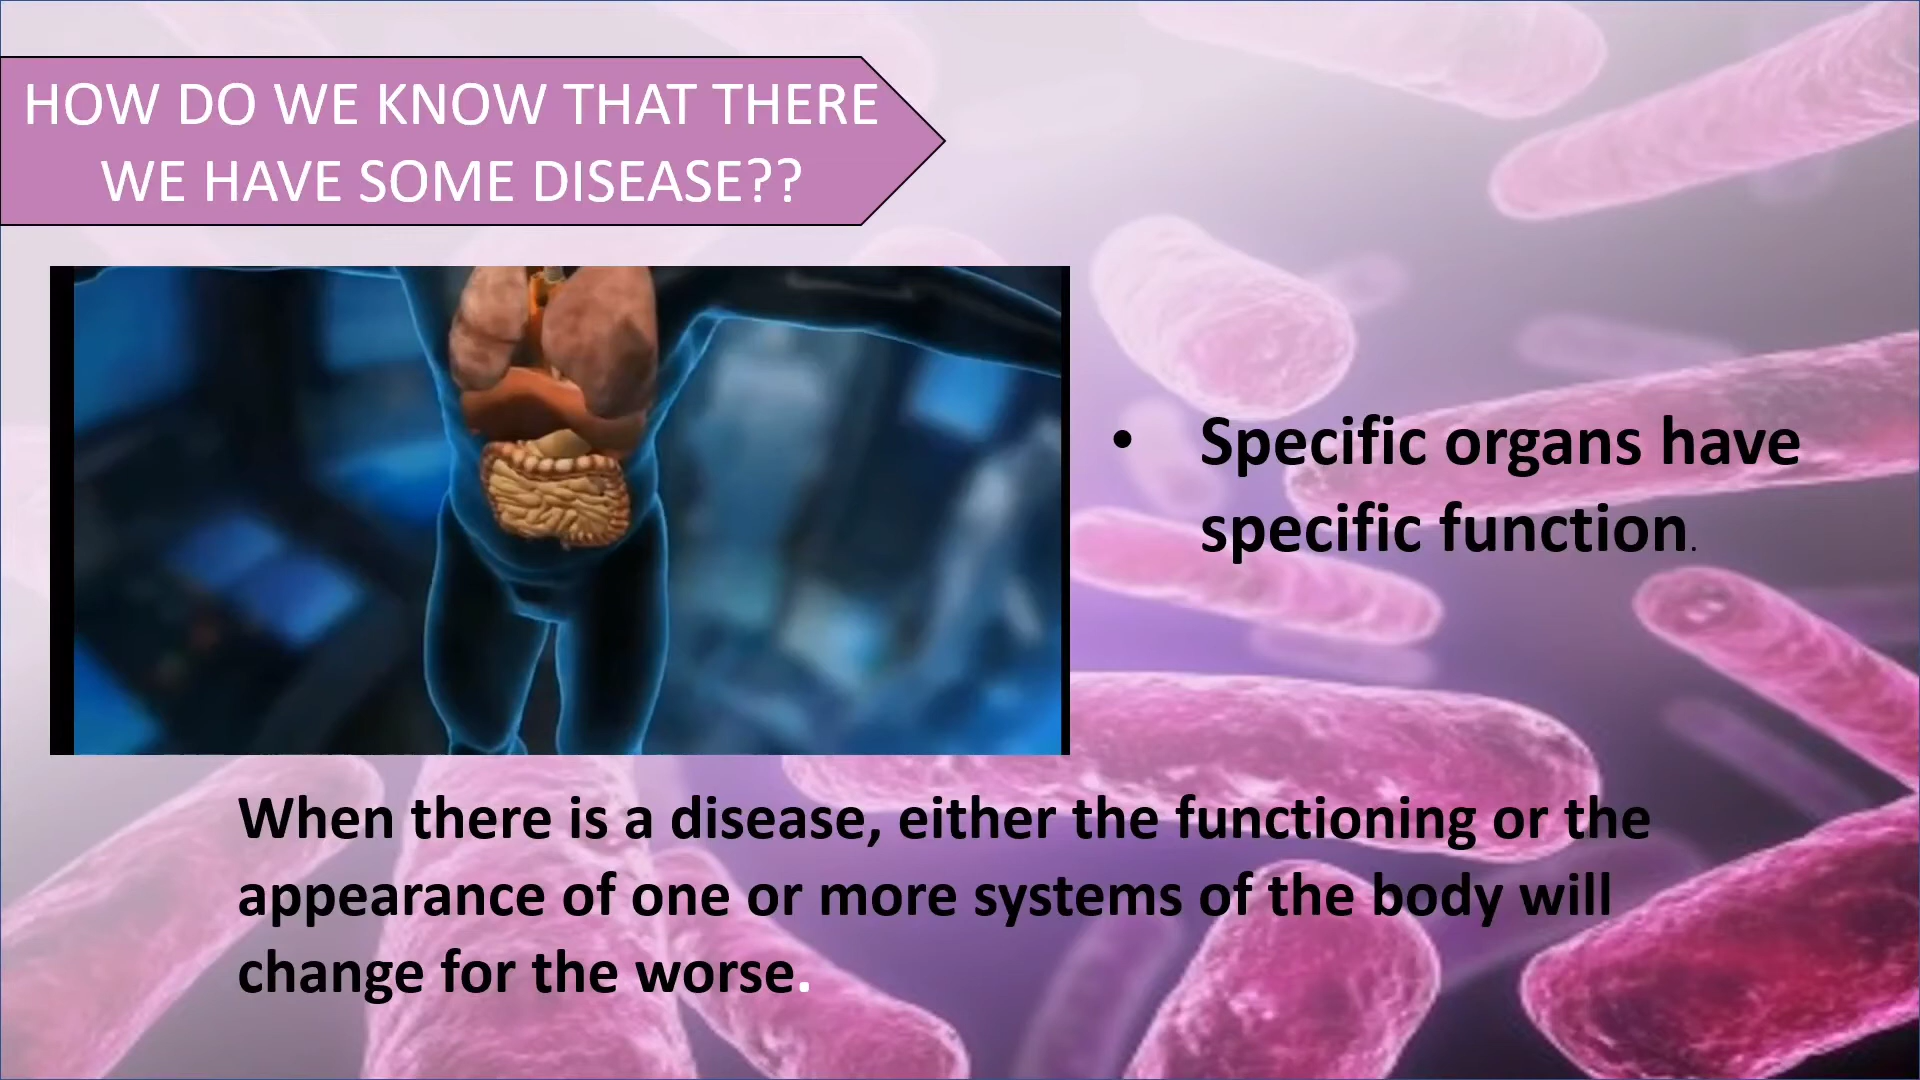 HOW DO WE KNOW THAT THERE
WE HAVE SOME DISEASE??
• Specific organs have
specific function.
When there is a disease, either the functioning or the
appearance of one or more systems of the body will
change for the worse.